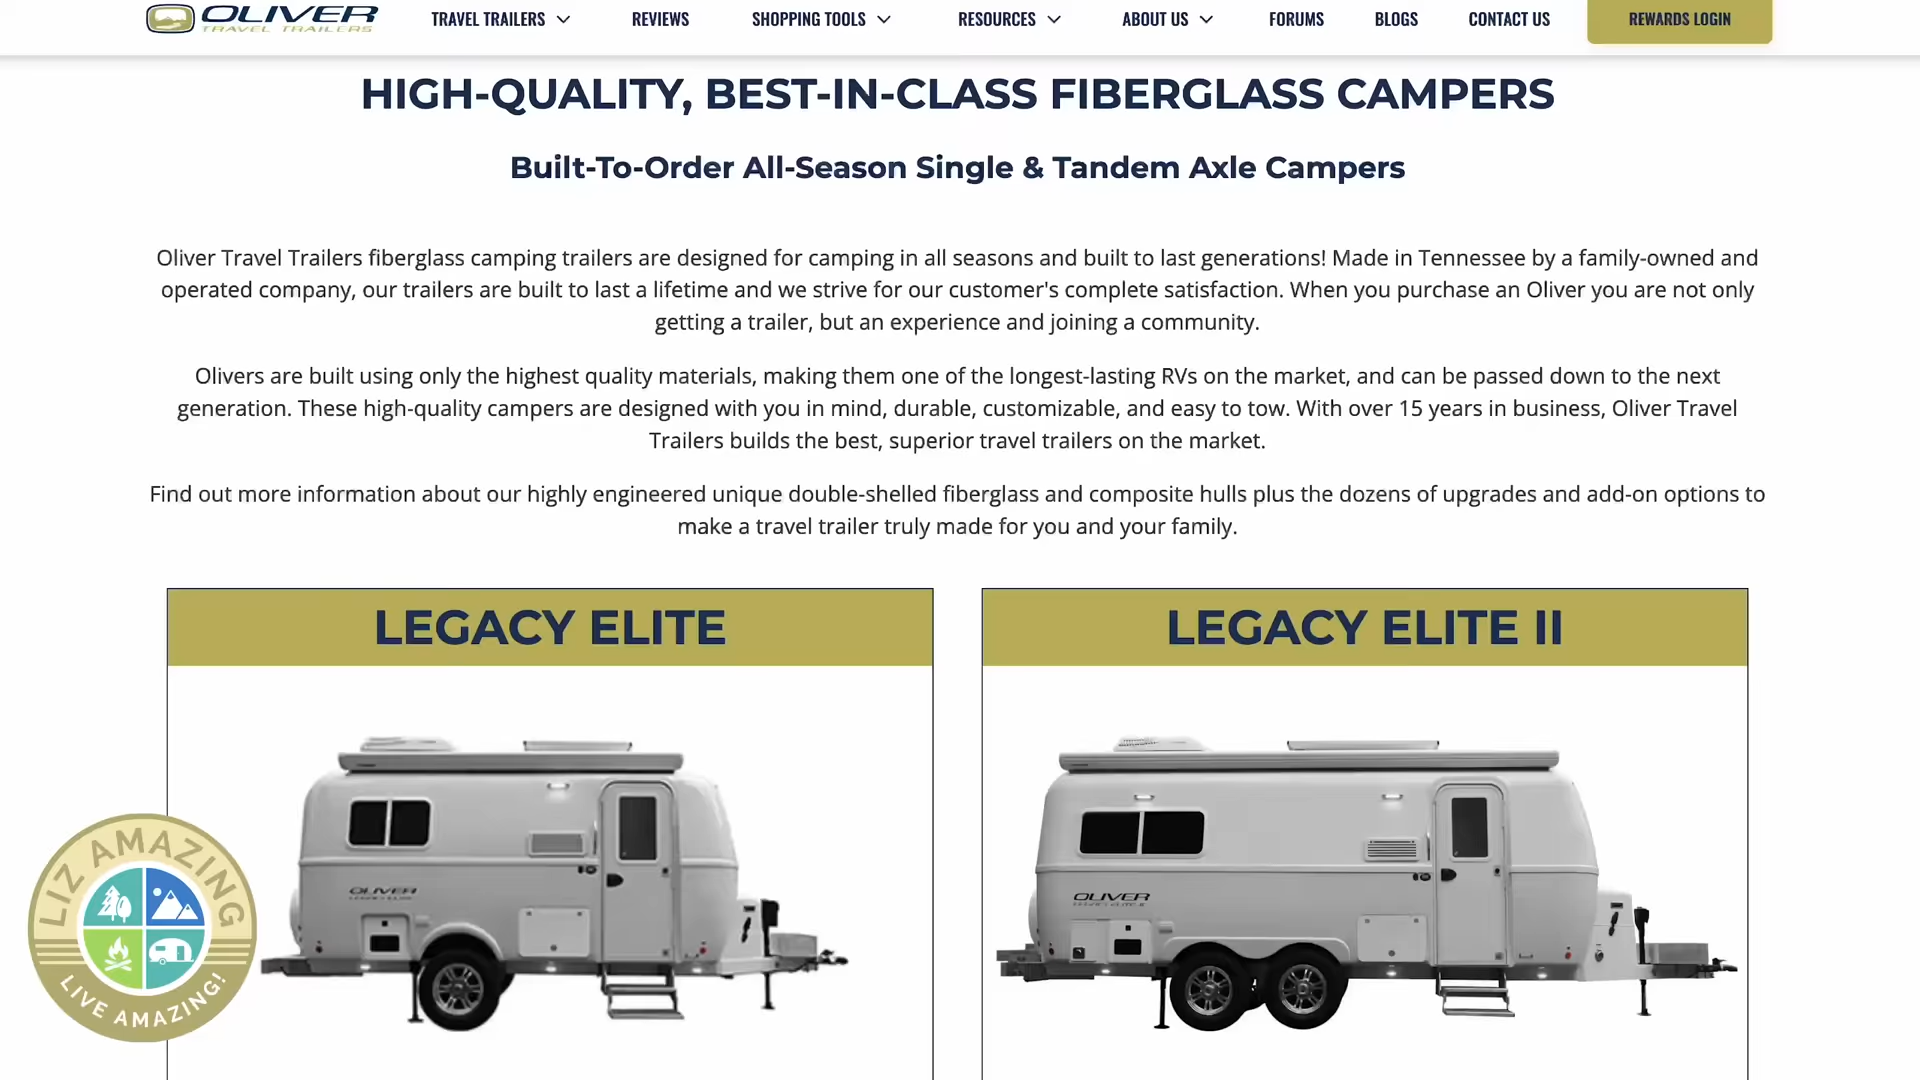 OLIVER
TRAVEL TRAILERS
TRAVEL TRAILERS
REVIEWS
SHOPPING TOOLS
RESOURCES
ABOUT US
FORUMS
BLOGS
CONTACT US
REWARDS LOGIN
HIGH-QUALITY, BEST-IN-CLASS FIBERGLASS CAMPERS
Built-To-Order All-Season Single & Tandem Axle Campers
Oliver Travel Trailers fiberglass camping trailers are designed for camping in all seasons and built to last generations! Made in Tennessee by a family-owned and
operated company, our trailers are built to last a lifetime and we strive for our customer's complete satisfaction. When you purchase an Oliver you are not only
getting a trailer, but an experience and joining a community.
Olivers are built using only the highest quality materials, making them one of the longest-lasting RVs on the market, and can be passed down to the next
generation. These high-quality campers are designed with you in mind, durable, customizable, and easy to tow. With over 15 years in business, Oliver Travel
Trailers builds the best, superior travel trailers on the market.
Find out more information about our highly engineered unique double-shelled fiberglass and composite hulls plus the dozens of upgrades and add-on options to
make a travel trailer truly made for you and your family.
LEGACY ELITE
LEGACY ELITE II
OLIVER
OLIVER
LEGACY ELITE II
LIZ AMAZING
LIVE AMAZING!